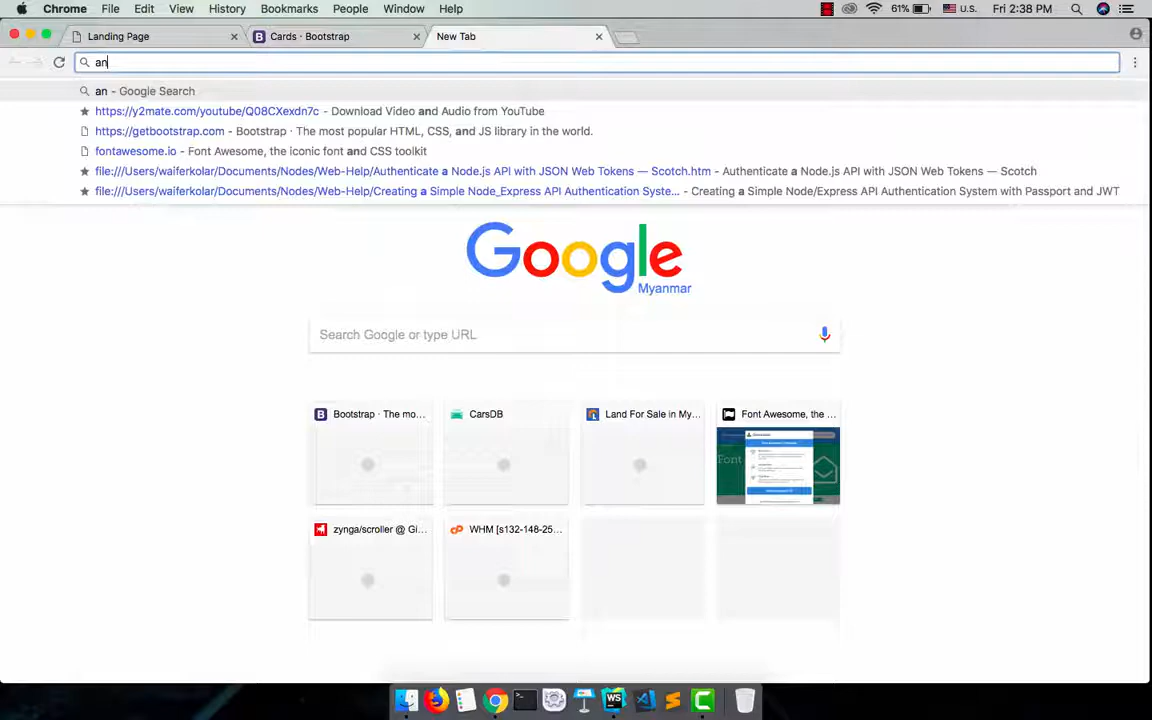 Chrome File Edit View History Bookmarks People Window Help 61% U.S. Fri 2:38 PM
Landing Page Cards · Bootstrap New Tab
an
an - Google Search
https://y2mate.com/youtube/Q08CXexdn7c - Download Video and Audio from YouTube
https://getbootstrap.com - Bootstrap · The most popular HTML, CSS, and JS library in the world.
fontawesome.io - Font Awesome, the iconic font and CSS toolkit
file:///Users/waiferkolar/Documents/Nodes/Web-Help/Authenticate a Node.js API with JSON Web Tokens — Scotch.htm - Authenticate a Node.js API with JSON Web Tokens — Scotch
file:///Users/waiferkolar/Documents/Nodes/Web-Help/Creating a Simple Node_Express API Authentication Syste... - Creating a Simple Node/Express API Authentication System with Passport and JWT
Google
Myanmar
Search Google or type URL
Bootstrap · The mo... CarsDB Land For Sale in My... Font Awesome, the ...
Font
zynga/scroller @ Gi... WHM [s132-148-25...
WS